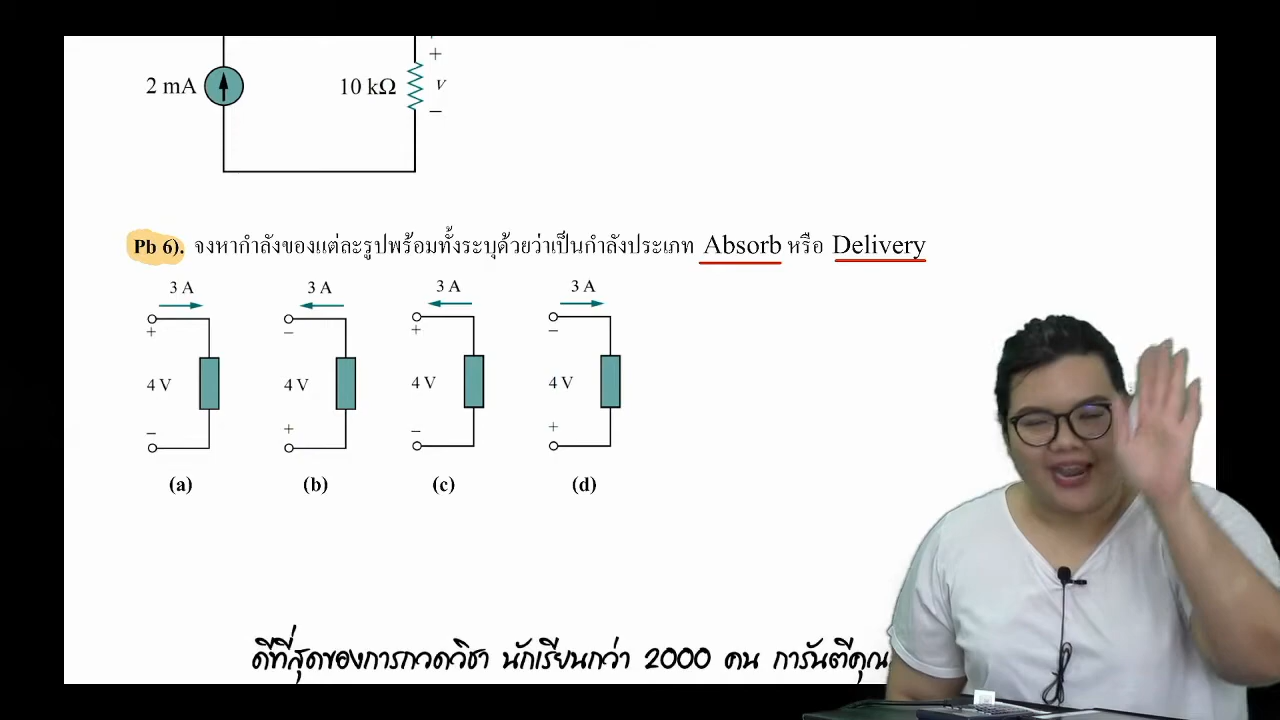 2 mA
10 kΩ
+
v
−
Pb 6). จงหากำลังของแต่ละรูปพร้อมทั้งระบุด้วยว่าเป็นกำลังประเภท Absorb หรือ Delivery
3 A 3 A 3 A 3 A
+ − + −
4 V 4 V 4 V 4 V
− + − +
(a) (b) (c) (d)
ดีที่สุดของการกวดวิชา นักเรียนกว่า 2000 คน การันตีคุณ